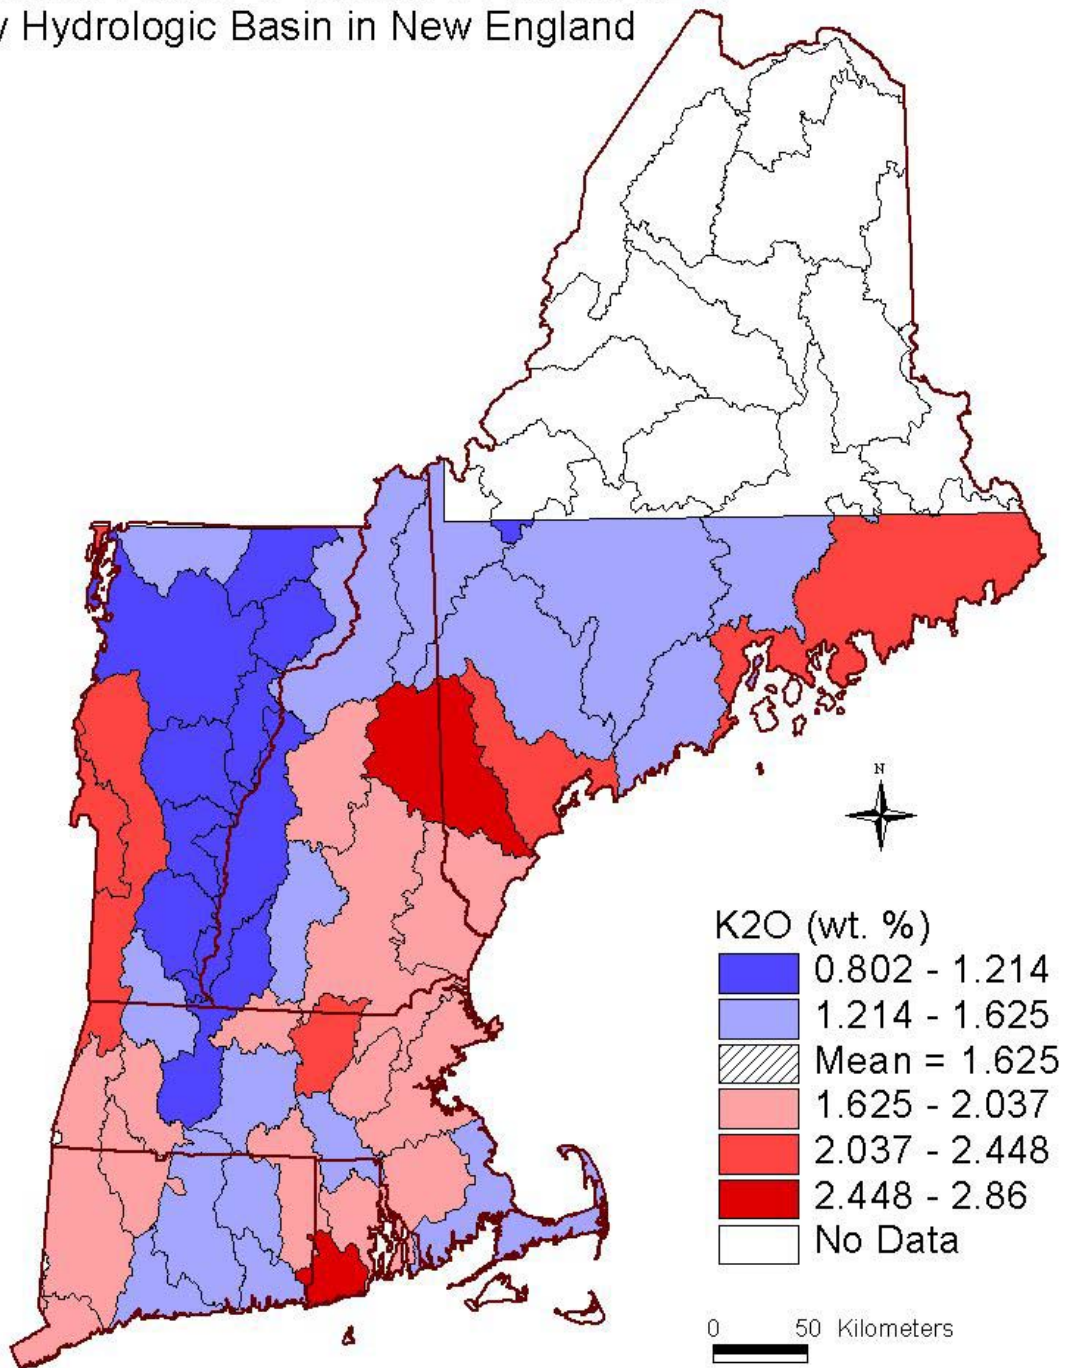 y Hydrologic Basin in New England
N
K2O (wt. %)
0.802 - 1.214
1.214 - 1.625
Mean = 1.625
1.625 - 2.037
2.037 - 2.448
2.448 - 2.86
No Data
0 50 Kilometers